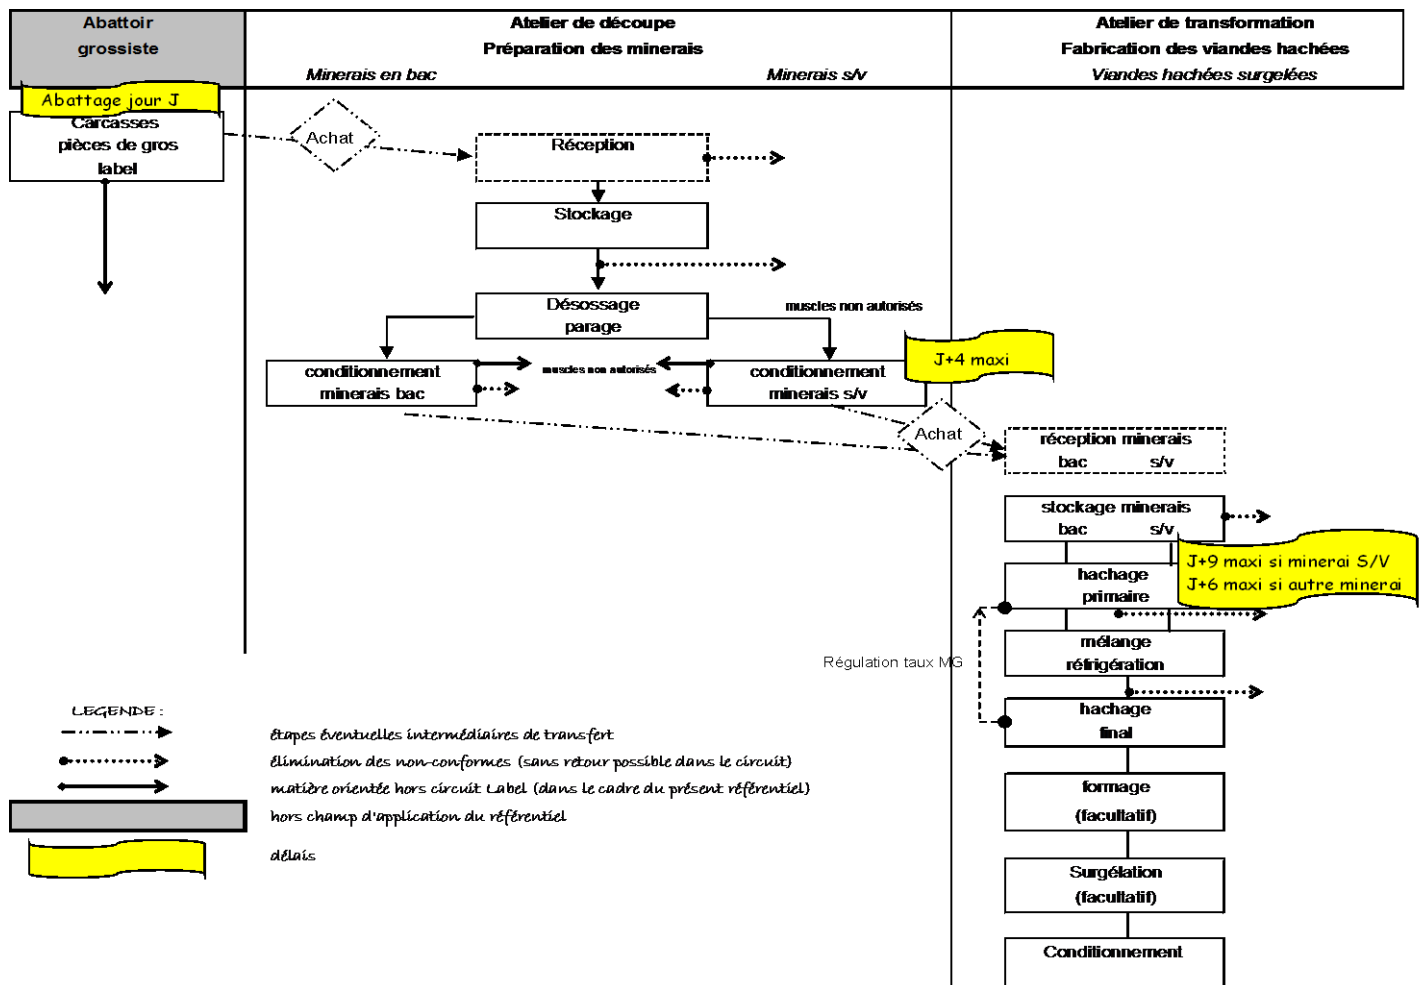 Abattoir
grossiste
Atelier de découpe
Préparation des minerais
Minerais en bac
Minerais s/v
Atelier de transformation
Fabrication des viandes hachées
Viandes hachées surgelées
Abattage jour J
Carcasses
pièces de gros
label
Achat
Réception
Stockage
Désossage
parage
muscles non autorisés
conditionnement
minerais bac
muscles non autorisés
conditionnement
minerais s/v
J+4 maxi
Achat
réception minerais
bac s/v
stockage minerais
bac s/v
J+9 maxi si minerai S/V
J+6 maxi si autre minerai
hachage
primaire
mélange
réfrigération
Régulation taux MG
hachage
final
formage
(facultatif)
Surgélation
(facultatif)
Conditionnement
LEGENDE :
étapes éventuelles intermédiaires de transfert
élimination des non-conformes (sans retour possible dans le circuit)
matière orientée hors circuit Label (dans le cadre du présent référentiel)
hors champ d'application du référentiel
délais